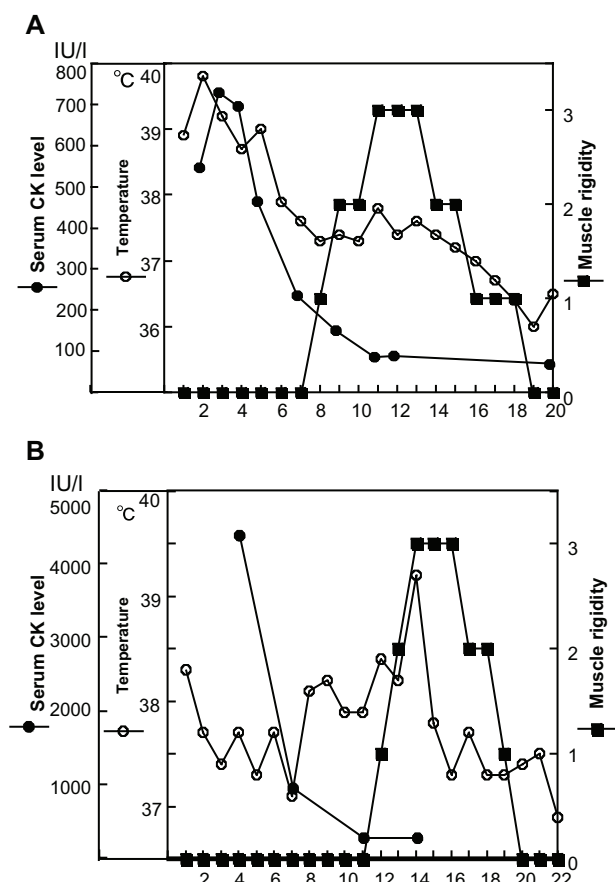 A
IU/l
800
700
600
500
400
300
200
100
Serum CK level
°C
40
39
38
37
36
Temperature
3
2
1
0
Muscle rigidity
2 4 6 8 10 12 14 16 18 20
B
IU/l
5000
4000
3000
2000
1000
Serum CK level
°C
40
39
38
37
Temperature
3
2
1
0
Muscle rigidity
2 4 6 8 10 12 14 16 18 20 22